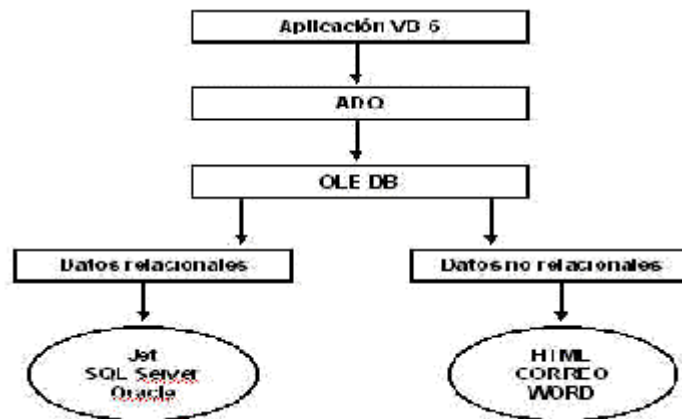 Aplicación VB 6
ADO
OLE DB
Datos relacionales
Datos no relacionales
Jet
SQL Server
Oracle
HTML
CORREO
WORD